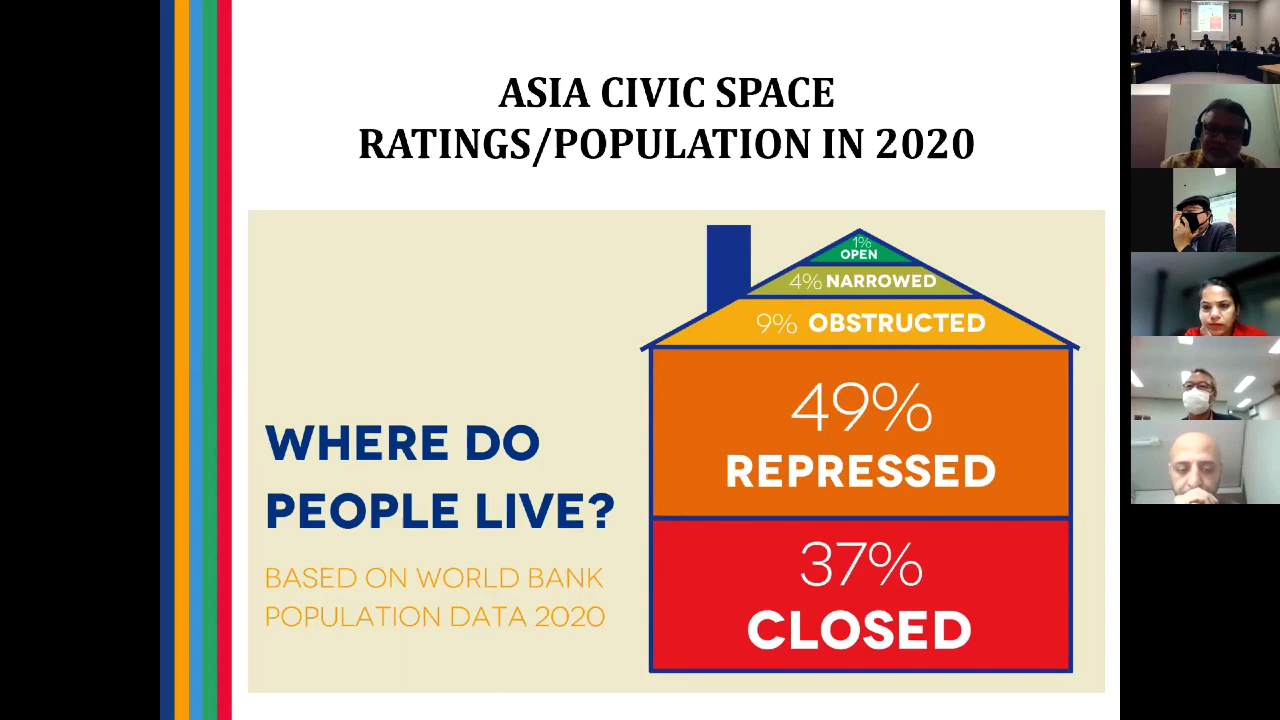 ASIA CIVIC SPACE
RATINGS/POPULATION IN 2020
1%
OPEN
4% NARROWED
9% OBSTRUCTED
49%
REPRESSED
37%
CLOSED
WHERE DO
PEOPLE LIVE?
BASED ON WORLD BANK
POPULATION DATA 2020